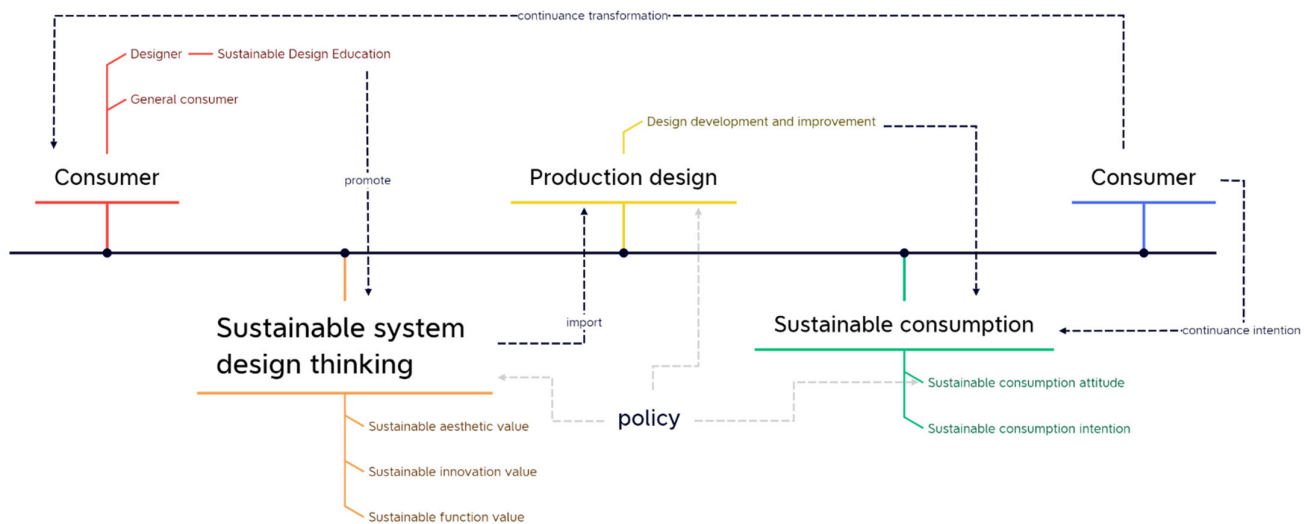 continuance transformation
Designer
Sustainable Design Education
General consumer
Design development and improvement
Consumer
promote
Production design
Consumer
Sustainable system
design thinking
import
Sustainable consumption
continuance intention
Sustainable consumption attitude
policy
Sustainable aesthetic value
Sustainable consumption intention
Sustainable innovation value
Sustainable function value